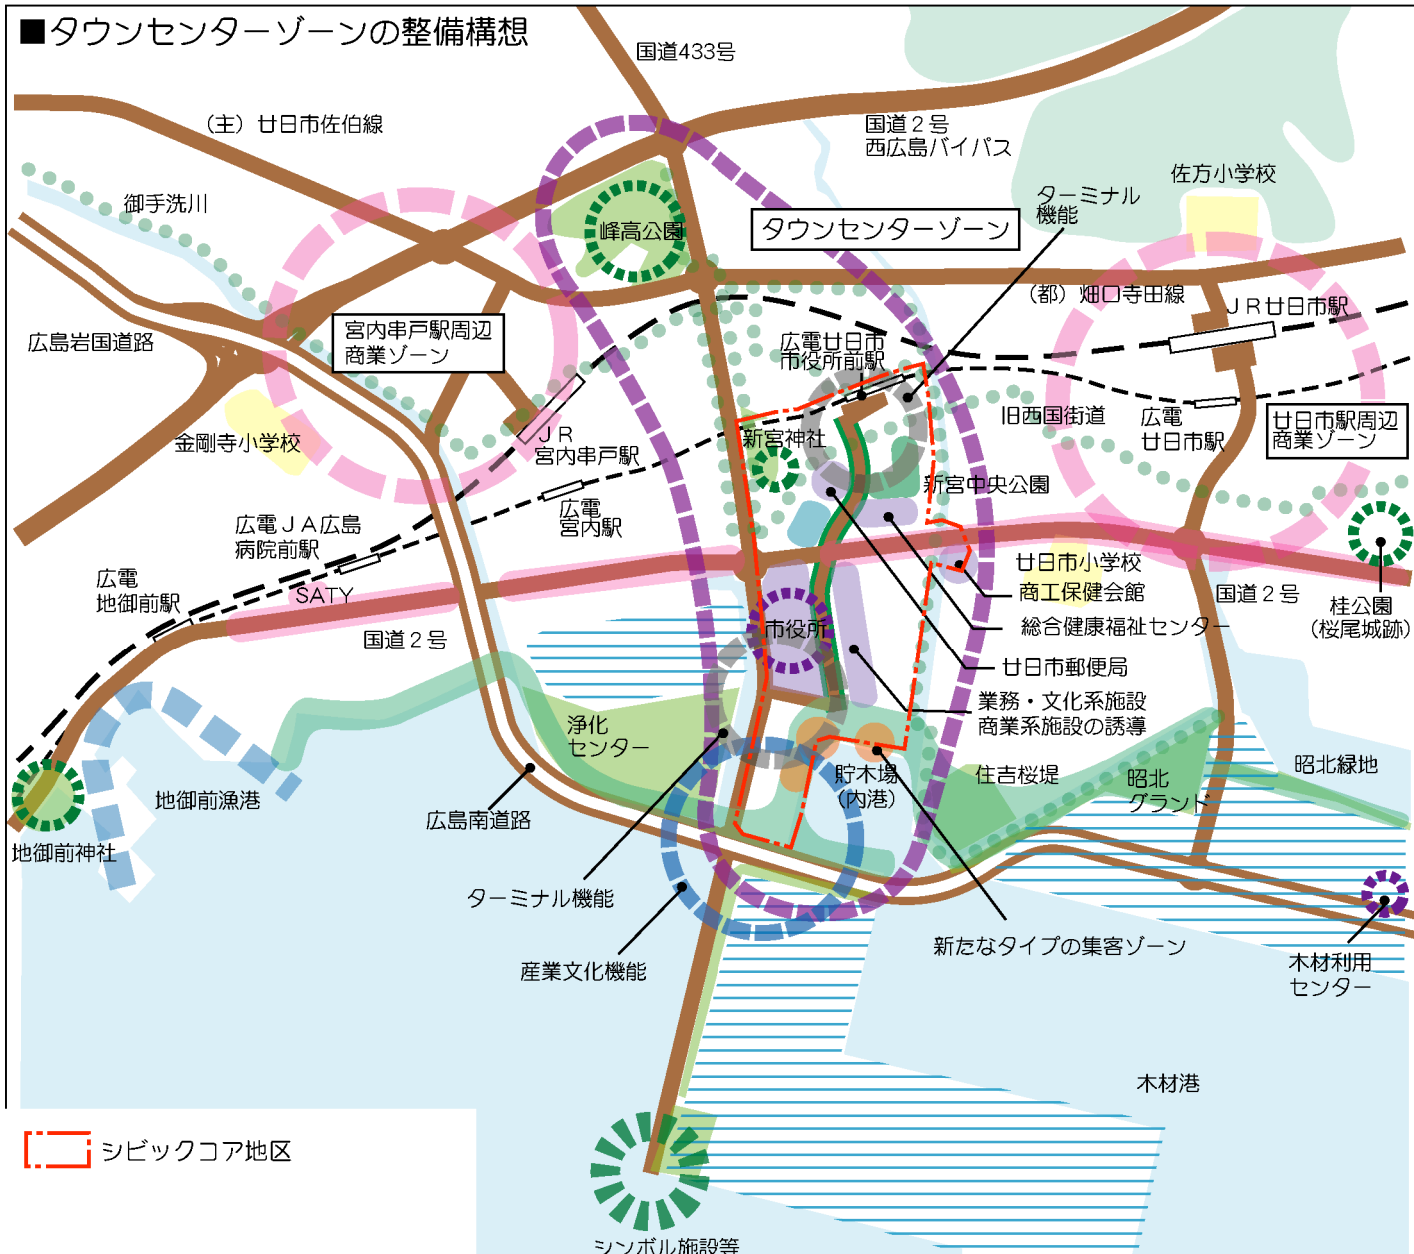 ■タウンセンターゾーンの整備構想
国道433号
（主）廿日市佐伯線
国道２号
西広島バイパス
佐方小学校
ターミナル
機能
御手洗川
峰高公園
タウンセンターゾーン
（都）畑口寺田線
ＪＲ廿日市駅
広島岩国道路
宮内串戸駅周辺
商業ゾーン
広電廿日市
市役所前駅
旧西国街道
広電
廿日市駅
廿日市駅周辺
商業ゾーン
金剛寺小学校
ＪＲ
宮内串戸駅
新宮神社
新宮中央公園
広電
宮内駅
広電ＪＡ広島
病院前駅
広電
地御前駅
SATY
国道２号
廿日市小学校
商工保健会館
国道２号
桂公園
（桜尾城跡）
市役所
総合健康福祉センター
廿日市郵便局
業務・文化系施設
商業系施設の誘導
浄化
センター
貯木場
（内港）
住吉桜堤
昭北
グランド
昭北緑地
地御前漁港
広島南道路
地御前神社
ターミナル機能
産業文化機能
新たなタイプの集客ゾーン
木材利用
センター
木材港
シビックコア地区
シンボル施設等